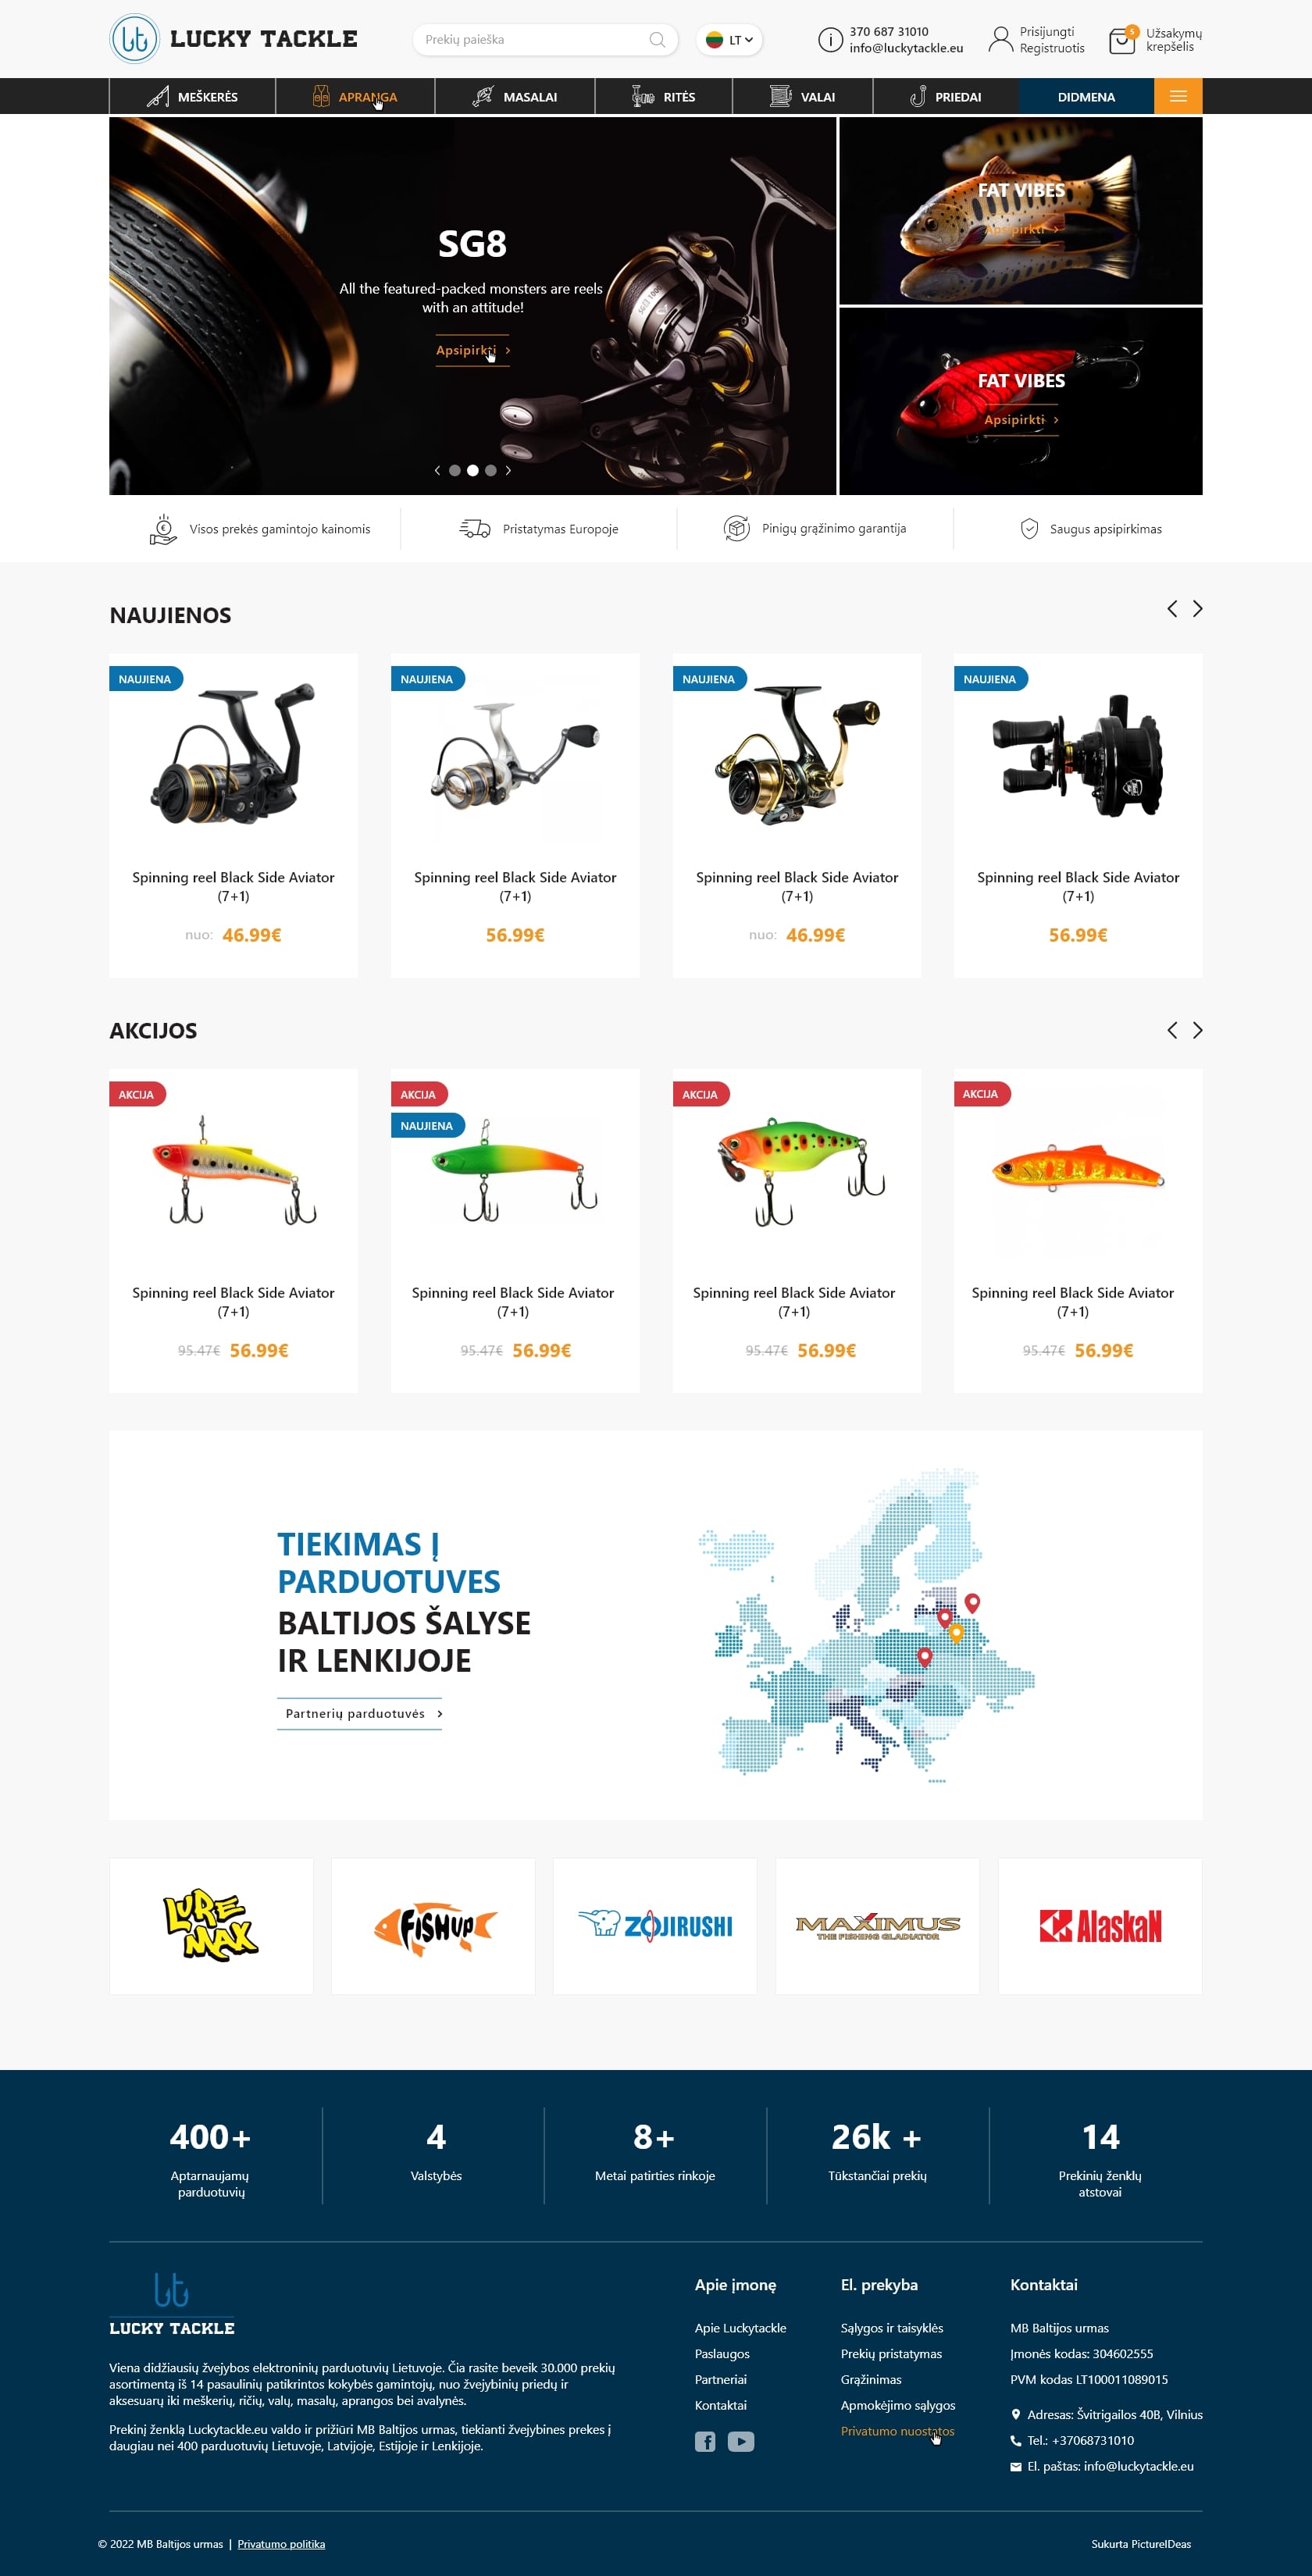 LUCKY TACKLE
Prekių paieška
LT
370 687 31010
info@luckytackle.eu
Prisijungti
Registruotis
5
Užsakymų
krepšelis
MEŠKERĖS
APRANGA
MASALAI
RITĖS
VALAI
PRIEDAI
DIDMENA
SG8
All the featured-packed monsters are reels
with an attitude!
Apsipirkti
FAT VIBES
Apsipirkti
FAT VIBES
Apsipirkti
Visos prekės gamintojo kainomis
Pristatymas Europoje
Pinigų grąžinimo garantija
Saugus apsipirkimas
NAUJIENOS
NAUJIENA
Spinning reel Black Side Aviator
(7+1)
nuo: 46.99€
NAUJIENA
Spinning reel Black Side Aviator
(7+1)
56.99€
NAUJIENA
Spinning reel Black Side Aviator
(7+1)
nuo: 46.99€
NAUJIENA
Spinning reel Black Side Aviator
(7+1)
56.99€
AKCIJOS
AKCIJA
Spinning reel Black Side Aviator
(7+1)
95.47€ 56.99€
AKCIJA
NAUJIENA
Spinning reel Black Side Aviator
(7+1)
95.47€ 56.99€
AKCIJA
Spinning reel Black Side Aviator
(7+1)
95.47€ 56.99€
AKCIJA
Spinning reel Black Side Aviator
(7+1)
95.47€ 56.99€
TIEKIMAS Į
PARDUOTUVES
BALTIJOS ŠALYSE
IR LENKIJOJE
Partnerių parduotuvės
LURE
MAX
FISHUP
ZOJIRUSHI
MAXIMUS
THE FISHING GLADIATOR
ALASKAN
400+
Aptarnaujamų
parduotuvių
4
Valstybės
8+
Metai patirties rinkoje
26k +
Tūkstančiai prekių
14
Prekinių ženklų
atstovai
LUCKY TACKLE
Viena didžiausių žvejybos elektroninių parduotuvių Lietuvoje. Čia rasite beveik 30.000 prekių
asortimentą iš 14 pasaulinių patikrintos kokybės gamintojų, nuo žvejybinių priedų ir
aksesuarų iki meškerių, ričių, valų, masalų, aprangos bei avalynės.
Prekinį ženklą Luckytackle.eu valdo ir prižiūri MB Baltijos urmas, tiekianti žvejybines prekes į
daugiau nei 400 parduotuvių Lietuvoje, Latvijoje, Estijoje ir Lenkijoje.
Apie įmonę
Apie Luckytackle
Paslaugos
Partneriai
Kontaktai
El. prekyba
Sąlygos ir taisyklės
Prekių pristatymas
Grąžinimas
Apmokėjimo sąlygos
Privatumo nuostatos
Kontaktai
MB Baltijos urmas
Įmonės kodas: 304602555
PVM kodas LT100011089015
Adresas: Švitrigailos 40B, Vilnius
Tel.: +37068731010
El. paštas: info@luckytackle.eu
© 2022 MB Baltijos urmas | Privatumo politika
Sukurta PictureIDeas